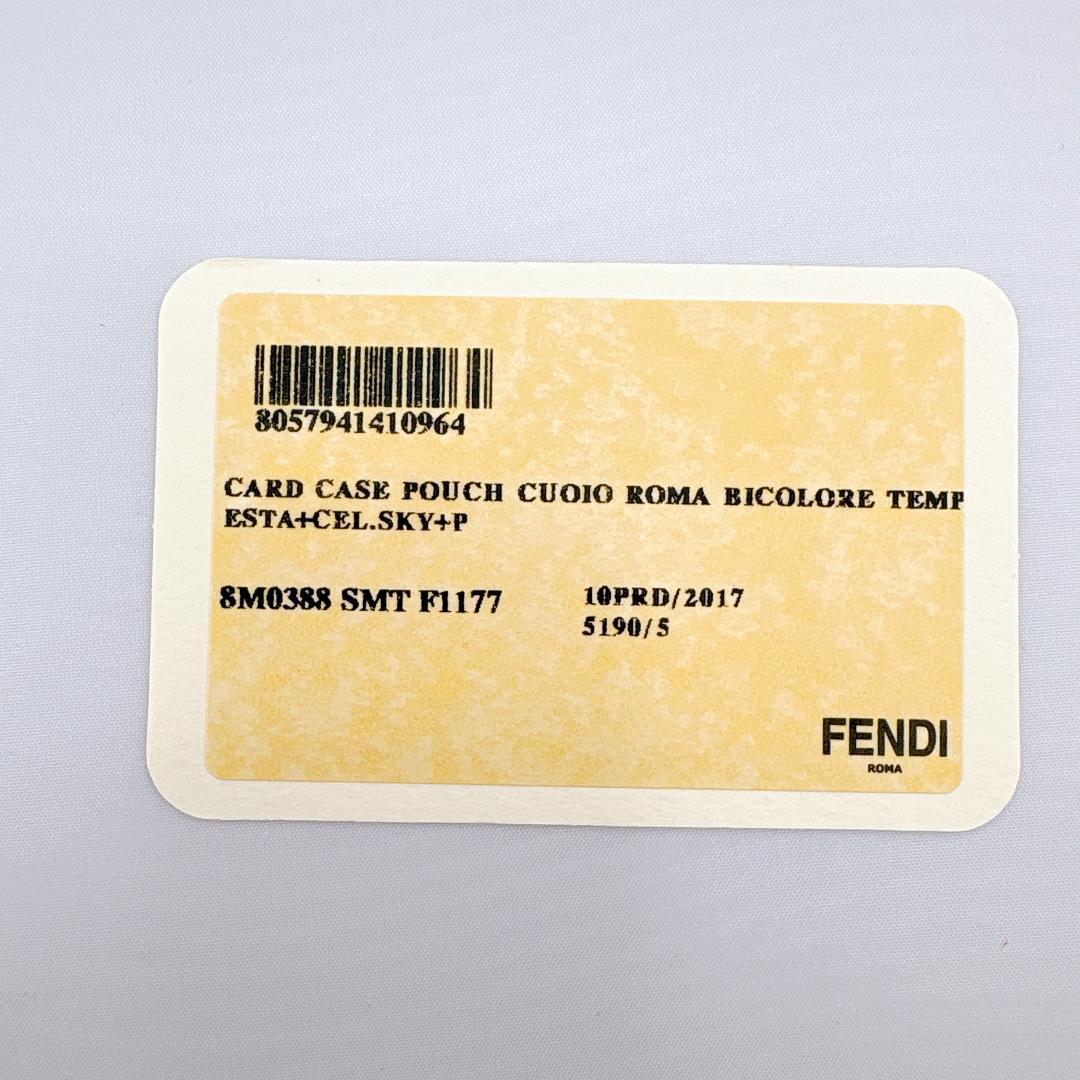 8057941410964
CARD CASE POUCH CUOIO ROMA BICOLORE TEMP
ESTA+CEL.SKY+P
8M0388 SMT F1177
10PRD/2017
5190/5
FENDI
ROMA